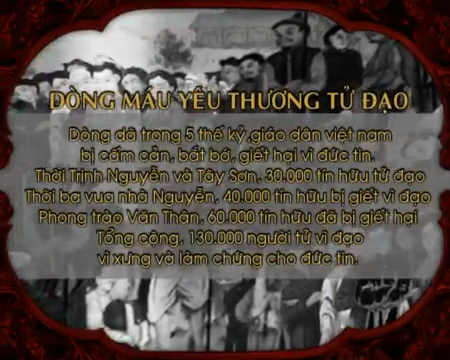 DÒNG MÁU YÊU THƯƠNG TỬ ĐẠO
Dòng dã trong 5 thế kỷ,giáo dân việt nam
bị cấm cản, bắt bớ, giết hại vì đức tin.
Thời Trịnh Nguyễn và Tây Sơn, 30.000 tín hữu tử đạo
Thời ba vua nhà Nguyễn, 40.000 tín hữu bị giết vì đạo
Phong trào Văn Thân, 60.000 tín hữu đã bị giết hại
Tổng cộng, 130.000 người tử vì đạo
vì xưng và làm chứng cho đức tin.